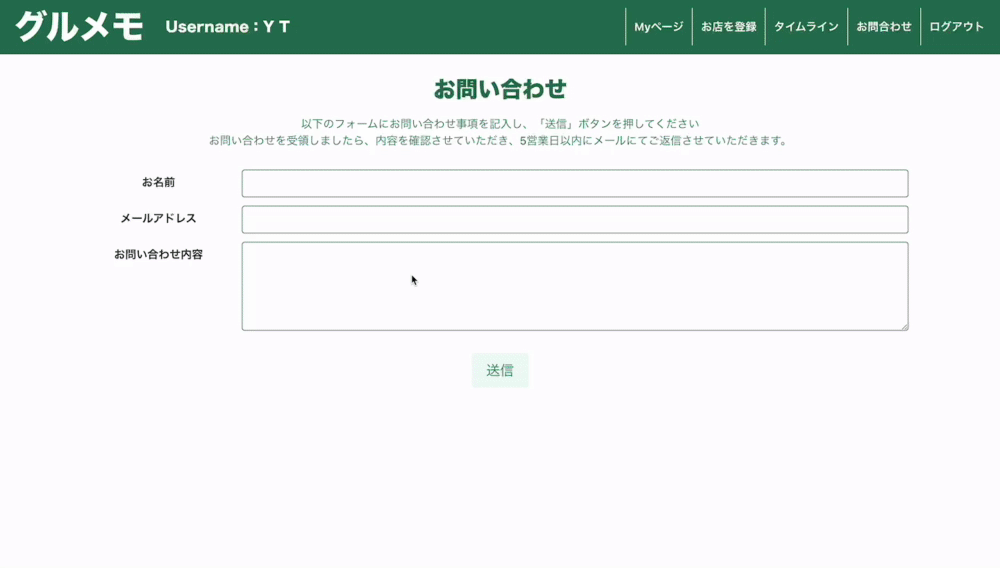 グルメモ
Username：Y T
Myページ
お店を登録
タイムライン
お問合わせ
ログアウト
お問い合わせ
以下のフォームにお問い合わせ事項を記入し、「送信」ボタンを押してください
お問い合わせを受領しましたら、内容を確認させていただき、5営業日以内にメールにてご返信させていただきます。
お名前
メールアドレス
お問い合わせ内容
送信